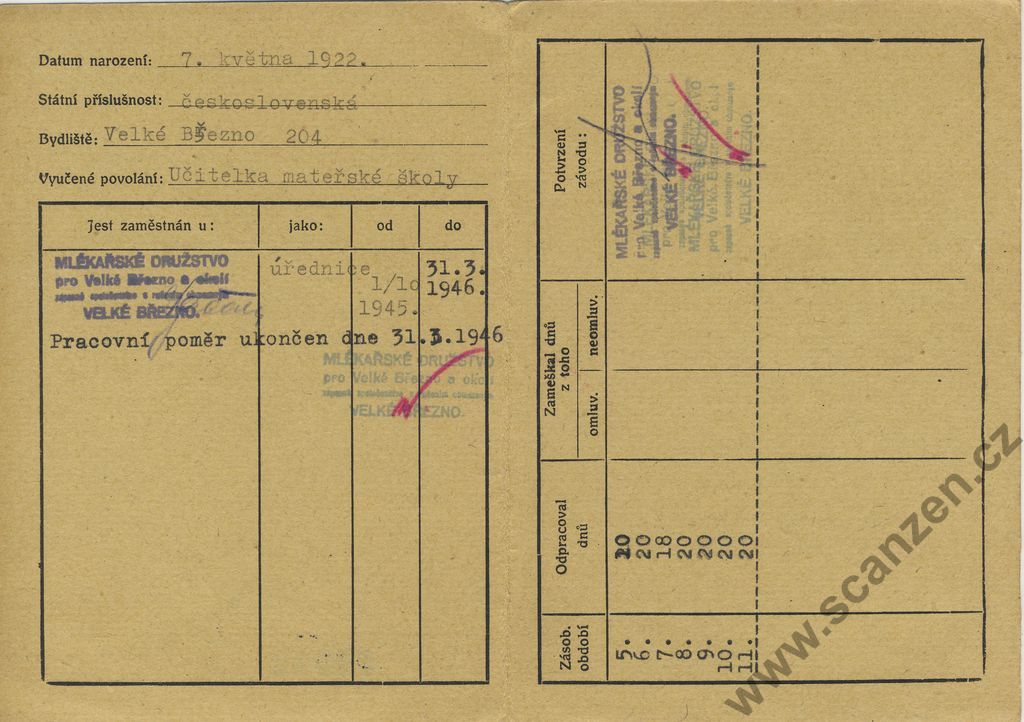 Datum narození: 7. května 1922.
Státní příslušnost: československá
Bydliště: Velké Březno 204
Vyučené povolání: Učitelka mateřské školy
Jest zaměstnán u: jako: od do
MLÉKAŘSKÉ DRUŽSTVO
pro Velké Březno a okolí
VELKÉ BŘEZNO.
úřednice 1/10 1945. 31.3. 1946.
Pracovní poměr ukončen dne 31.3.1946
MLÉKAŘSKÉ DRUŽSTVO
pro Velké Březno a okolí
VELKÉ BŘEZNO.
Zásob. období
Odpracoval dnů
Zameškal dnů z toho
omluv. neomluv.
Potvrzení závodu:
5. 20
6. 20
7. 18
8. 20
9. 20
10. 20
11. 20
MLÉKAŘSKÉ DRUŽSTVO
pro Velké Březno a okolí
VELKÉ BŘEZNO.
www.scanzen.cz